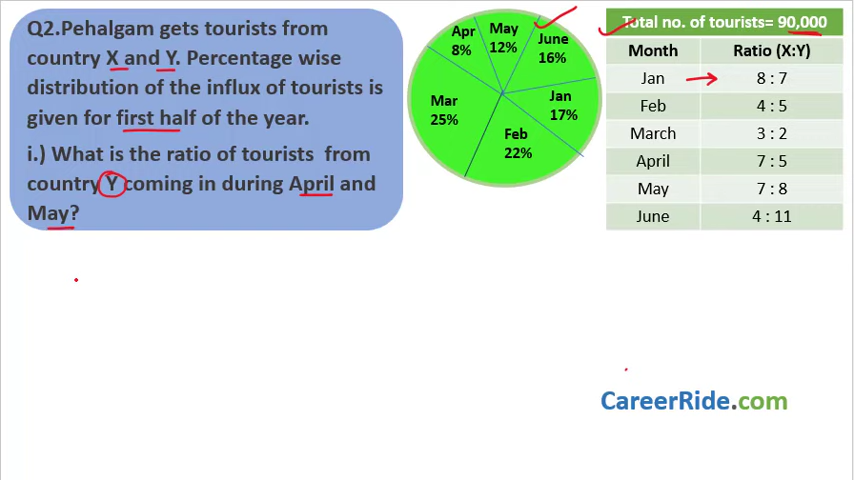 Q2.Pehalgam gets tourists from
country X and Y. Percentage wise
distribution of the influx of tourists is
given for first half of the year.
i.) What is the ratio of tourists from
country Y coming in during April and
May?
Apr
8%
May
12%
June
16%
Jan
17%
Feb
22%
Mar
25%
Total no. of tourists= 90,000
Month Ratio (X:Y)
Jan 8 : 7
Feb 4 : 5
March 3 : 2
April 7 : 5
May 7 : 8
June 4 : 11
CareerRide.com